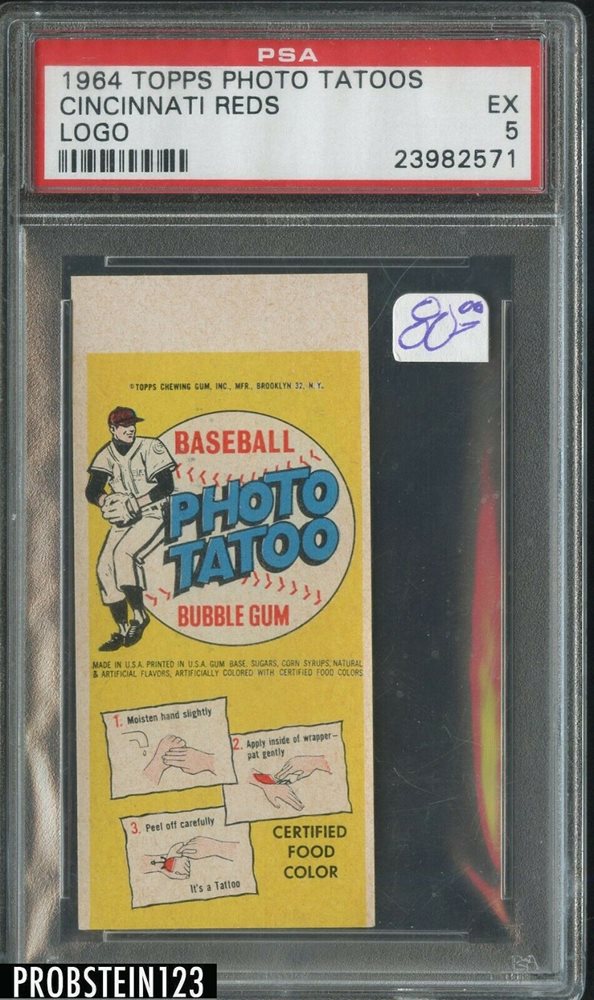 PSA
1964 TOPPS PHOTO TATOOS
CINCINNATI REDS EX
LOGO 5
23982571
80.00
©TOPPS CHEWING GUM, INC., MFR., BROOKLYN 32, N.Y.
BASEBALL
PHOTO
TATOO
BUBBLE GUM
MADE IN U.S.A. PRINTED IN U.S.A. GUM BASE, SUGARS, CORN SYRUPS, NATURAL
& ARTIFICIAL FLAVORS, ARTIFICIALLY COLORED WITH CERTIFIED FOOD COLORS
1. Moisten hand slightly
2. Apply inside of wrapper—
pat gently
3. Peel off carefully
It's a Tattoo
CERTIFIED
FOOD
COLOR
PSA
PROBSTEIN123